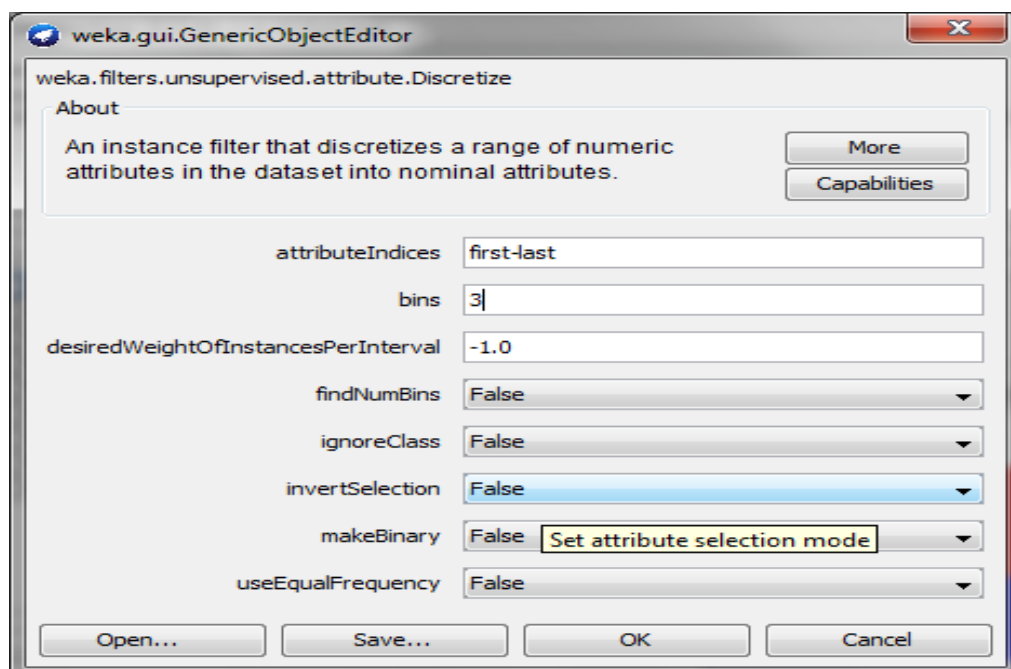 weka.gui.GenericObjectEditor
weka.filters.unsupervised.attribute.Discretize
About
An instance filter that discretizes a range of numeric
attributes in the dataset into nominal attributes.
More
Capabilities
attributeIndices first-last
bins 3
desiredWeightOfInstancesPerInterval -1.0
findNumBins False
ignoreClass False
invertSelection False
makeBinary False
Set attribute selection mode
useEqualFrequency False
Open... Save... OK Cancel